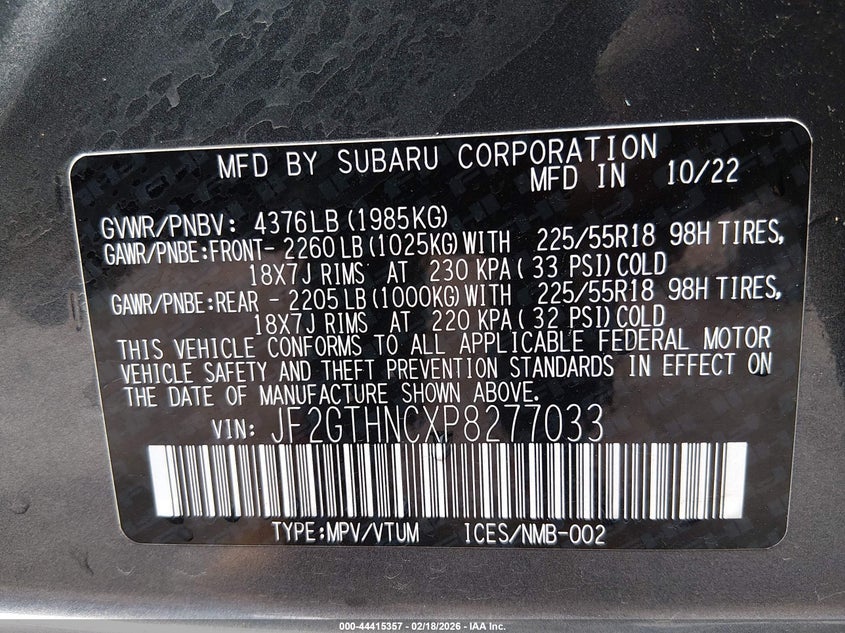 MFD BY SUBARU CORPORATION
MFD IN 10/22
GVWR/PNBV: 4376LB (1985KG)
GAWR/PNBE:FRONT- 2260 LB (1025KG) WITH 225/55R18 98H TIRES,
18X7J RIMS AT 230 KPA ( 33 PSI) COLD
GAWR/PNBE:REAR - 2205 LB (1000KG) WITH 225/55R18 98H TIRES,
18X7J RIMS AT 220 KPA ( 32 PSI) COLD
THIS VEHICLE CONFORMS TO ALL APPLICABLE FEDERAL MOTOR
VEHICLE SAFETY AND THEFT PREVENTION STANDARDS IN EFFECT ON
THE DATE OF MANUFACTURE SHOWN ABOVE.
VIN: JF2GTHNCXP8277033
TYPE:MPV/VTUM ICES/NMB-002
000-44415357 - 02/18/2026 - IAA Inc.